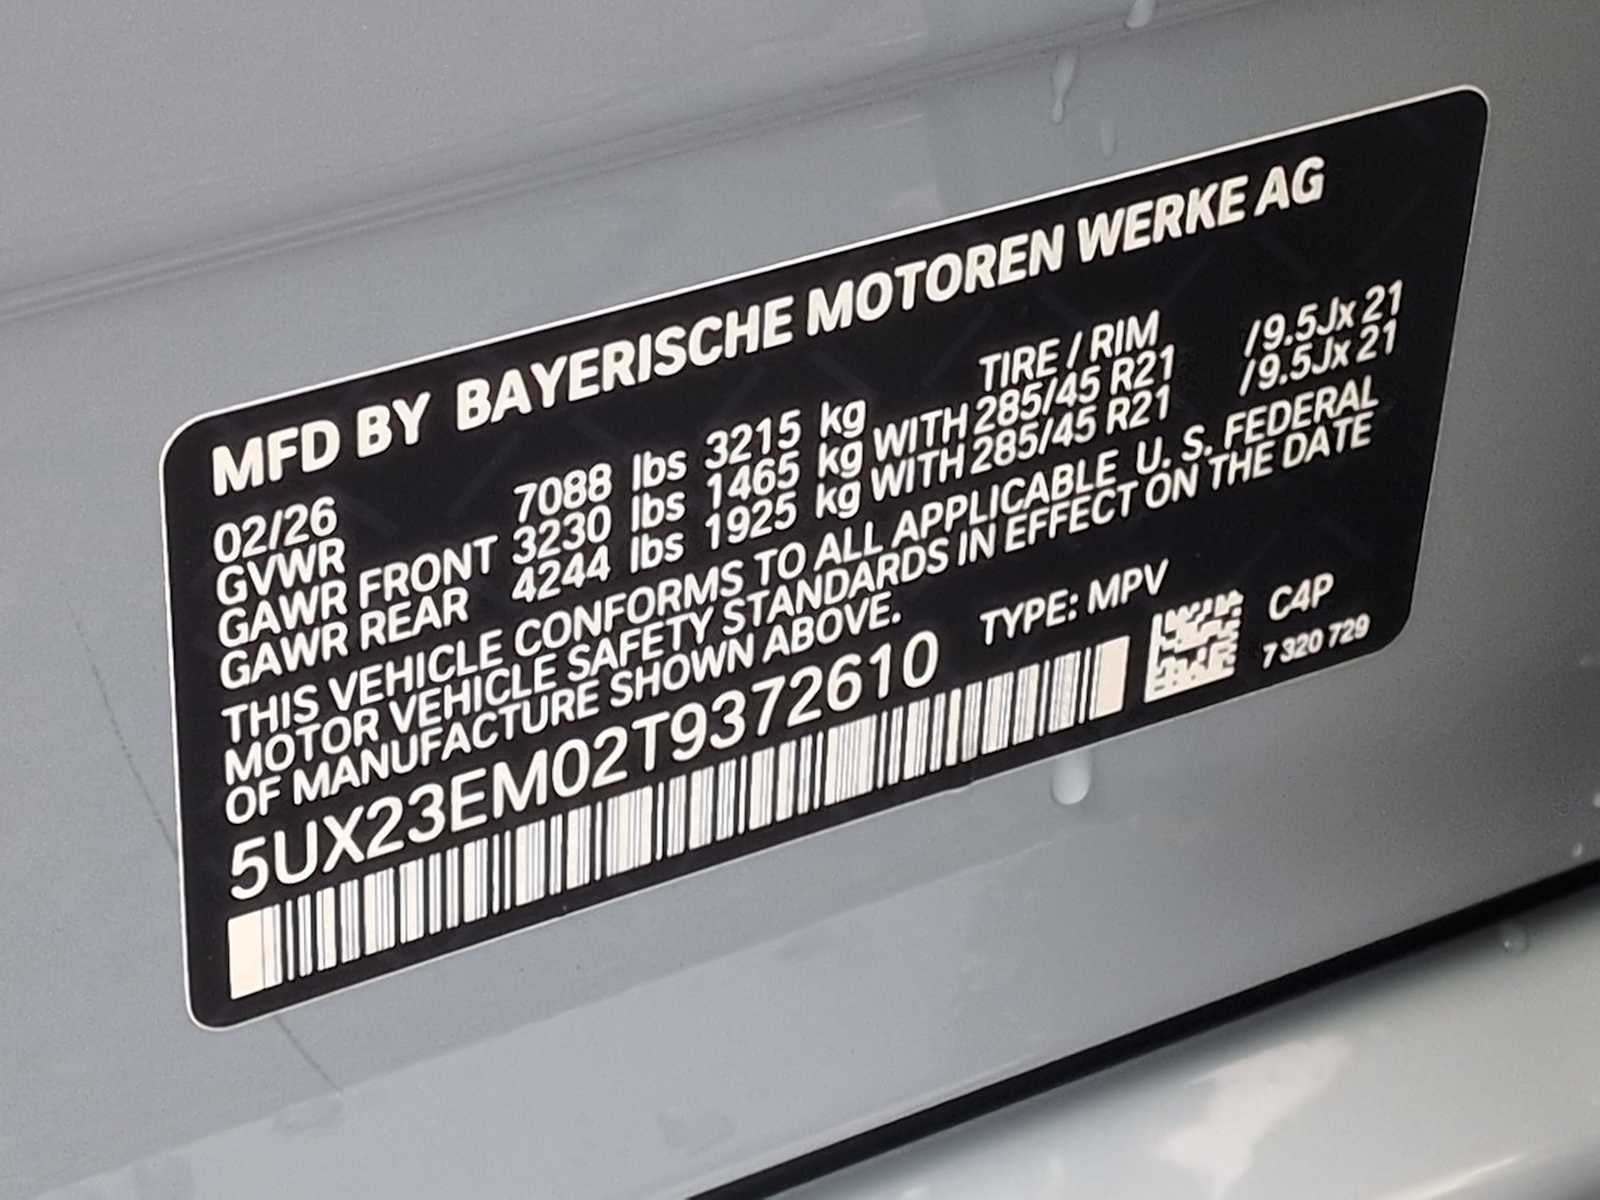 MFD BY BAYERISCHE MOTOREN WERKE AG
02/26 TIRE / RIM
GVWR 7088 lbs 3215 kg
GAWR FRONT 3230 lbs 1465 kg WITH 285/45 R21 /9.5Jx 21
GAWR REAR 4244 lbs 1925 kg WITH 285/45 R21 /9.5Jx 21
THIS VEHICLE CONFORMS TO ALL APPLICABLE U. S. FEDERAL
MOTOR VEHICLE SAFETY STANDARDS IN EFFECT ON THE DATE
OF MANUFACTURE SHOWN ABOVE.
5UX23EM02T9372610 TYPE: MPV
C4P
7 320 729